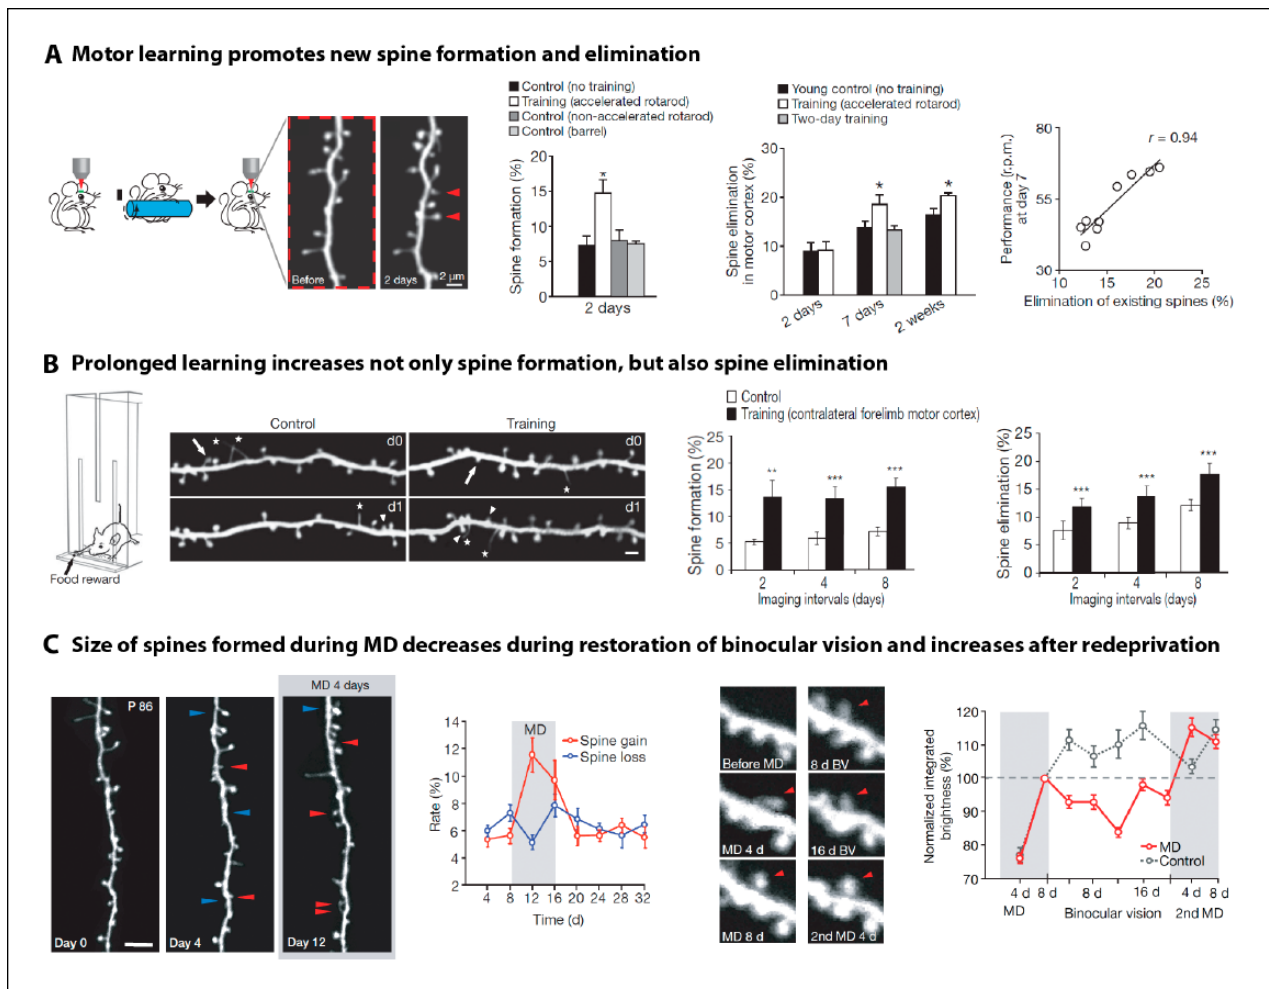 A Motor learning promotes new spine formation and elimination
Before
2 days
2 µm
Control (no training)
Training (accelerated rotarod)
Control (non-accelerated rotarod)
Control (barrel)
Spine formation (%)
20
15
10
5
0
*
2 days
Young control (no training)
Training (accelerated rotarod)
Two-day training
Spine elimination
in motor cortex (%)
30
20
10
0
*
*
2 days
7 days
2 weeks
Performance (r.p.m.)
at day 7
80
55
30
r = 0.94
10
15
20
25
Elimination of existing spines (%)
B Prolonged learning increases not only spine formation, but also spine elimination
Food reward
Control
Training
d0
d0
d1
d1
Control
Training (contralateral forelimb motor cortex)
Spine formation (%)
25
20
15
10
5
0
**
***
***
2
4
8
Imaging intervals (days)
Spine elimination (%)
25
20
15
10
5
0
***
***
***
2
4
8
Imaging intervals (days)
C Size of spines formed during MD decreases during restoration of binocular vision and increases after redeprivation
MD 4 days
P 86
Day 0
Day 4
Day 12
Rate (%)
14
12
10
8
6
4
2
MD
Spine gain
Spine loss
4 8 12 16 20 24 28 32
Time (d)
Before MD
8 d BV
MD 4 d
16 d BV
MD 8 d
2nd MD 4 d
Normalized integrated
brightness (%)
120
110
100
90
80
70
MD
Control
4 d 8 d 8 d 16 d 4 d 8 d
MD Binocular vision 2nd MD